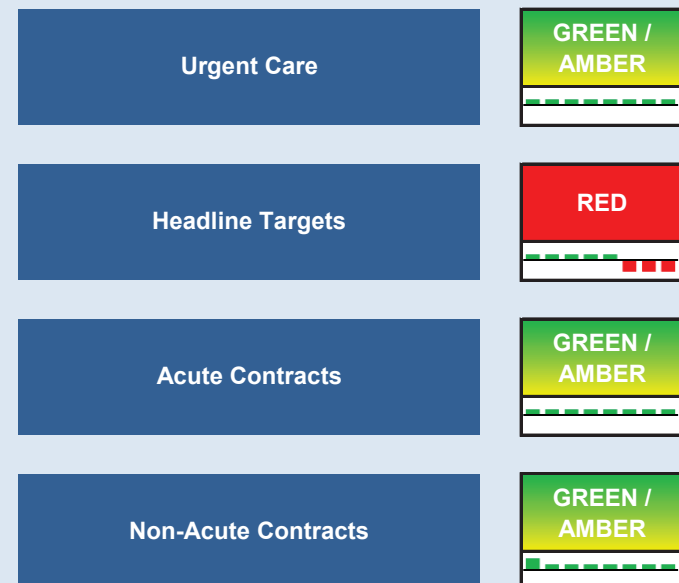 Urgent Care
GREEN /
AMBER
Headline Targets
RED
Acute Contracts
GREEN /
AMBER
Non-Acute Contracts
GREEN /
AMBER